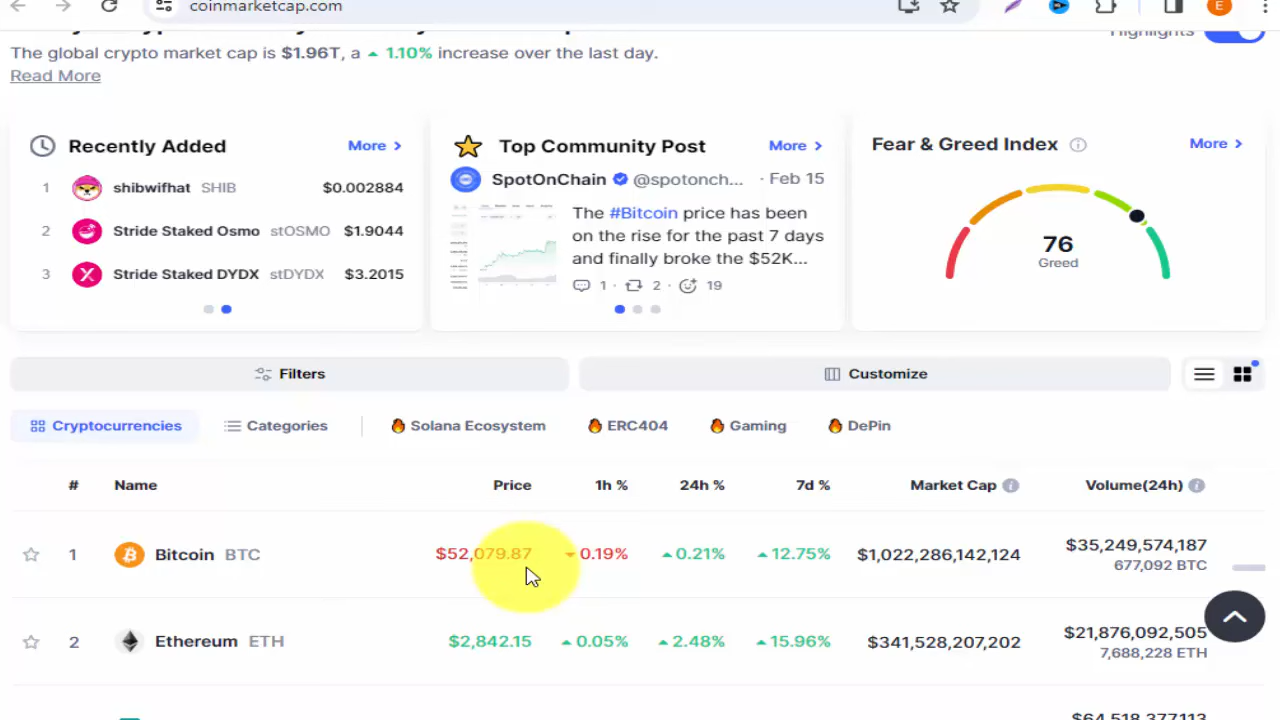 coinmarketcap.com
E
The global crypto market cap is $1.96T, a 1.10% increase over the last day.
Highlights
Read More
Recently Added More >
1 shibwifhat SHIB $0.002884
2 Stride Staked Osmo stOSMO $1.9044
3 Stride Staked DYDX stDYDX $3.2015
Top Community Post More >
SpotOnChain @spotonch... · Feb 15
The #Bitcoin price has been
on the rise for the past 7 days
and finally broke the $52K...
1 · 2 · 19
Fear & Greed Index More >
76
Greed
Filters Customize
Cryptocurrencies Categories Solana Ecosystem ERC404 Gaming DePin
# Name Price 1h % 24h % 7d % Market Cap Volume(24h)
1 Bitcoin BTC $52,079.87 0.19% 0.21% 12.75% $1,022,286,142,124 $35,249,574,187
677,092 BTC
2 Ethereum ETH $2,842.15 0.05% 2.48% 15.96% $341,528,207,202 $21,876,092,505
7,688,228 ETH
$64,518,377,113